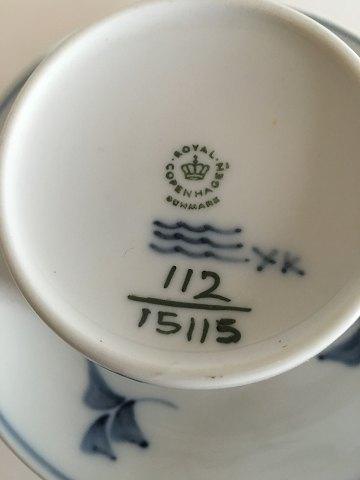 ROYAL
COPENHAGEN
DENMARK
112
15115